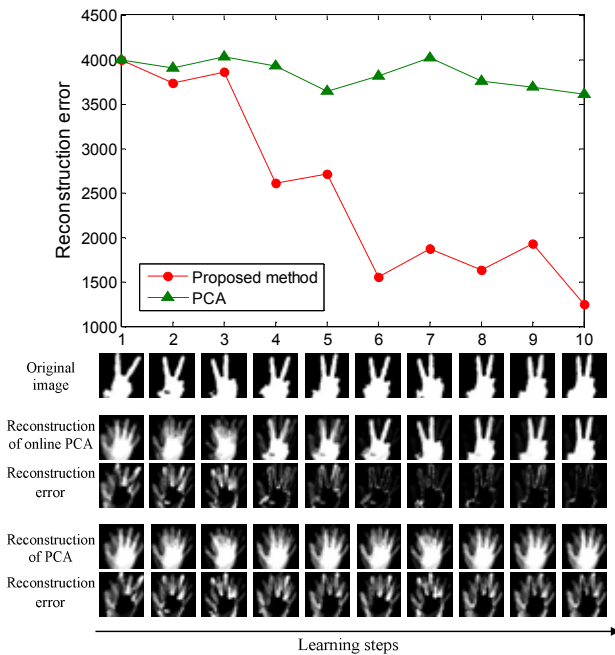 4500
4000
3500
3000
2500
2000
1500
1000
Reconstruction error
Proposed method
PCA
1 2 3 4 5 6 7 8 9 10
Original
image
Reconstruction
of online PCA
Reconstruction
error
Reconstruction
of PCA
Reconstruction
error
Learning steps